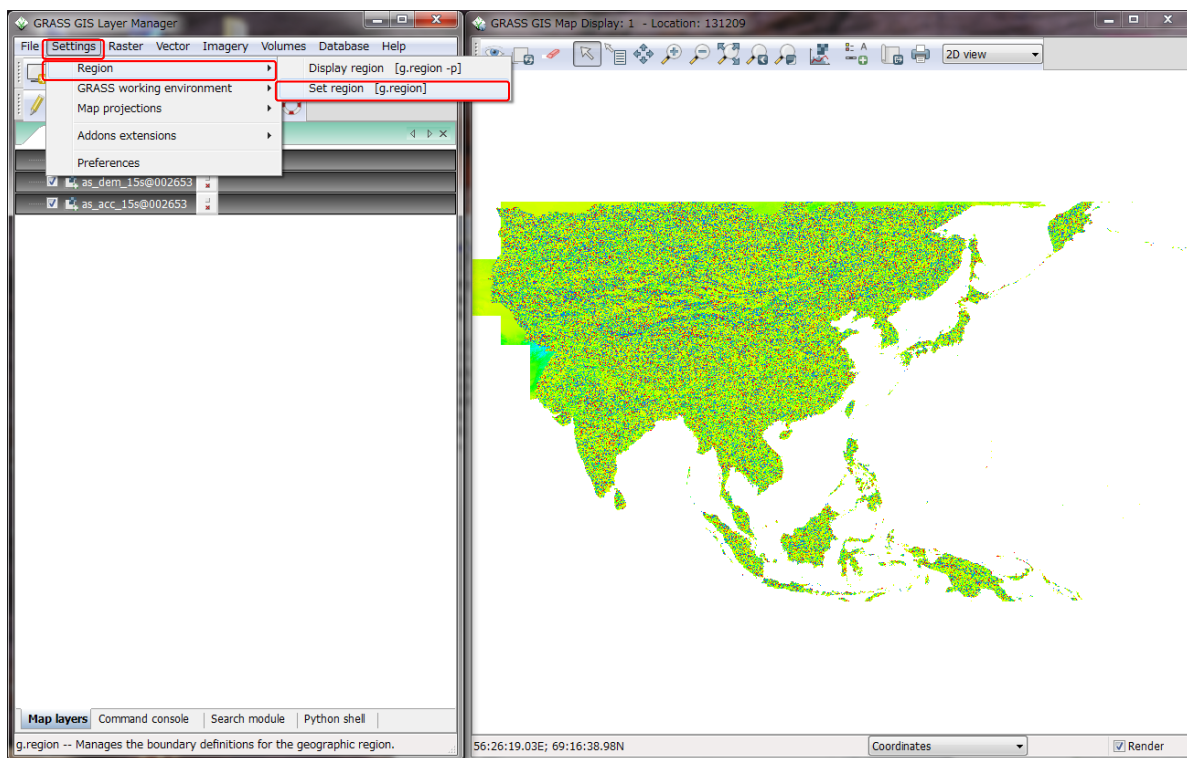 GRASS GIS Layer Manager
File Settings Raster Vector Imagery Volumes Database Help
Region
GRASS working environment
Map projections
Addons extensions
Preferences
Display region [g.region -p]
Set region [g.region]
as_dem_15s@002653
as_acc_15s@002653
Map layers Command console Search module Python shell
g.region -- Manages the boundary definitions for the geographic region.
GRASS GIS Map Display: 1 - Location: 131209
2D view
56:26:19.03E; 69:16:38.98N
Coordinates
Render